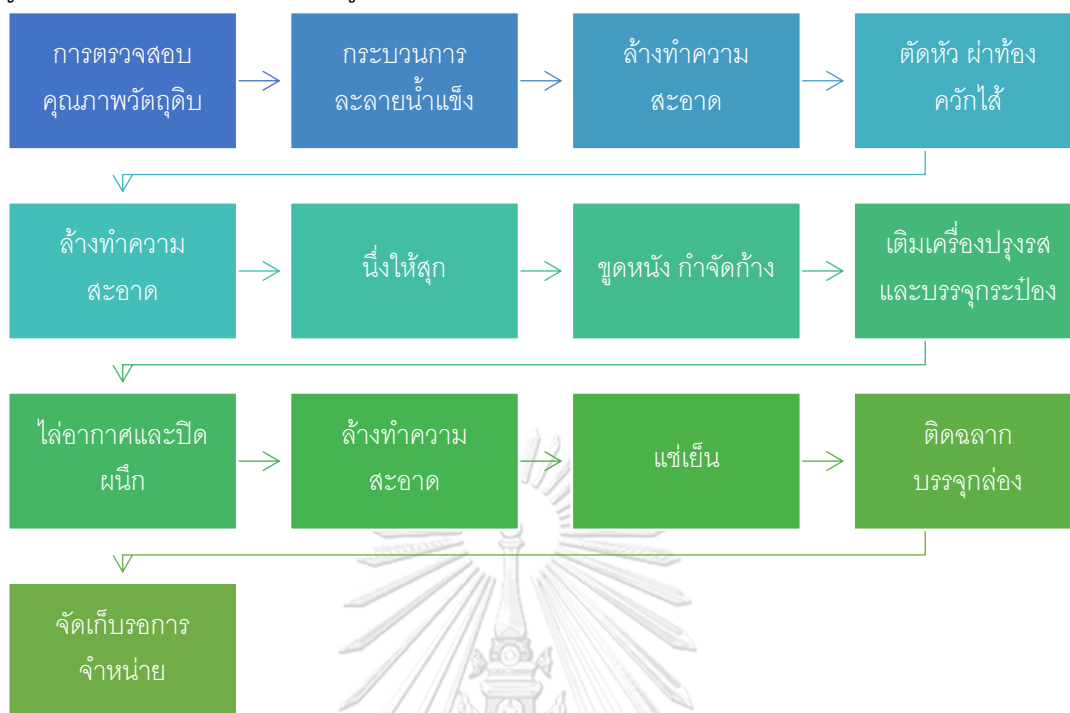 การตรวจสอบ
คุณภาพวัตถุดิบ
กระบวนการ
ละลายน้ำแข็ง
ล้างทำความ
สะอาด
ตัดหัว ผ่าท้อง
ควักไส้
ล้างทำความ
สะอาด
นึ่งให้สุก
ขูดหนัง กำจัดก้าง
เติมเครื่องปรุงรส
และบรรจุกระป๋อง
ไล่อากาศและปิด
ผนึก
ล้างทำความ
สะอาด
แช่เย็น
ติดฉลาก
บรรจุกล่อง
จัดเก็บรอการ
จำหน่าย